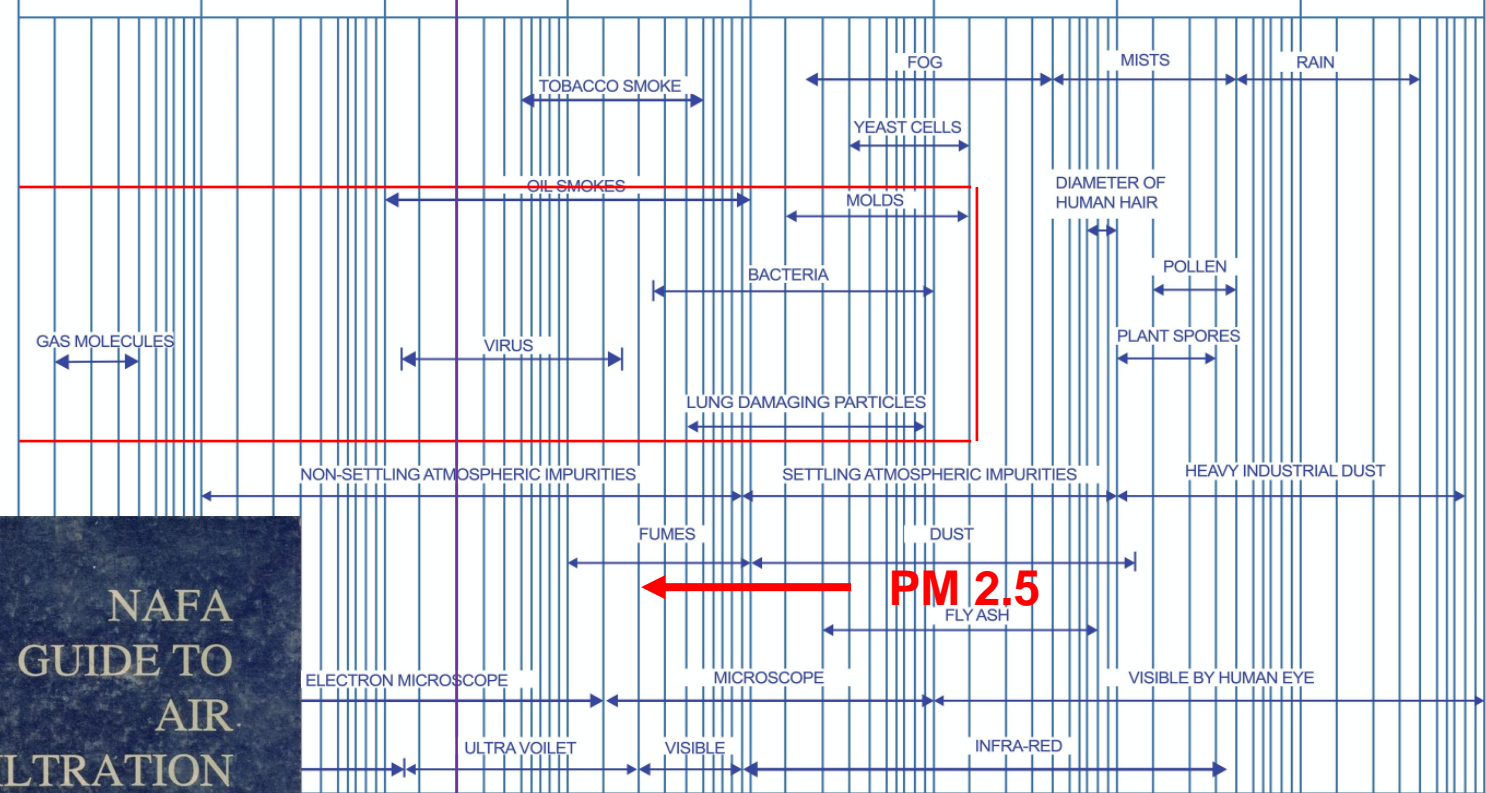 FOG
MISTS
RAIN
TOBACCO SMOKE
YEAST CELLS
OIL SMOKES
DIAMETER OF
HUMAN HAIR
MOLDS
POLLEN
BACTERIA
PLANT SPORES
GAS MOLECULES
VIRUS
LUNG DAMAGING PARTICLES
NON-SETTLING ATMOSPHERIC IMPURITIES
SETTLING ATMOSPHERIC IMPURITIES
HEAVY INDUSTRIAL DUST
FUMES
DUST
PM 2.5
FLY ASH
NAFA
GUIDE TO
AIR
LTRATION
ELECTRON MICROSCOPE
MICROSCOPE
VISIBLE BY HUMAN EYE
ULTRA VOILET
VISIBLE
INFRA-RED